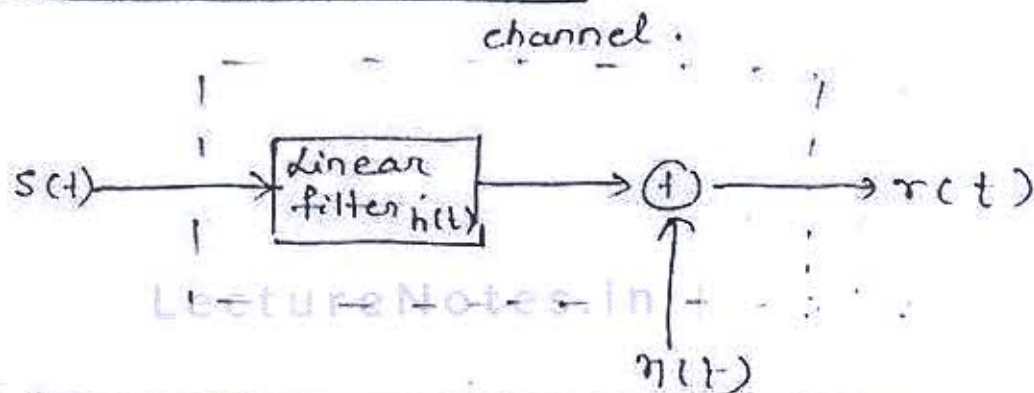 channel.
Linear
S(t) filter h(t) + r(t)
LectureNotes.in
n(t)